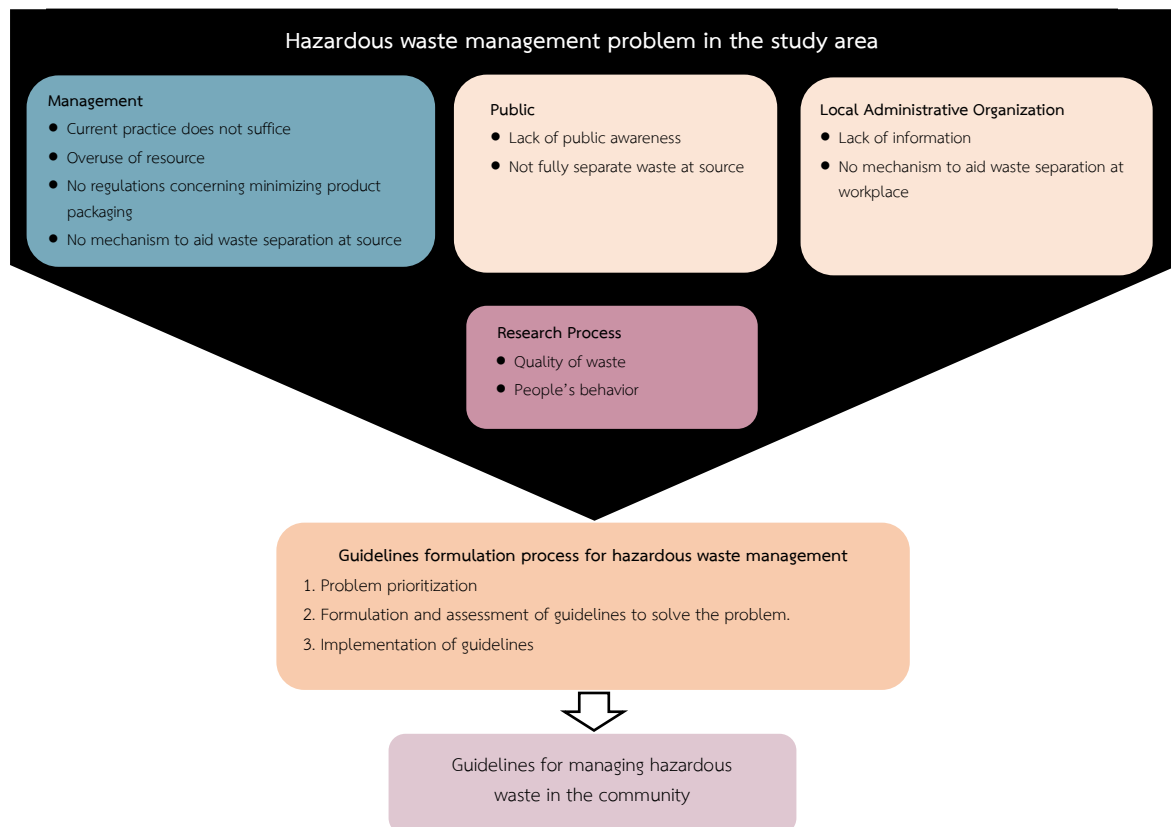 Hazardous waste management problem in the study area
Management
● Current practice does not suffice
● Overuse of resource
● No regulations concerning minimizing product
packaging
● No mechanism to aid waste separation at source
Public
● Lack of public awareness
● Not fully separate waste at source
Local Administrative Organization
● Lack of information
● No mechanism to aid waste separation at
workplace
Research Process
● Quality of waste
● People's behavior
Guidelines formulation process for hazardous waste management
1. Problem prioritization
2. Formulation and assessment of guidelines to solve the problem.
3. Implementation of guidelines
Guidelines for managing hazardous
waste in the community